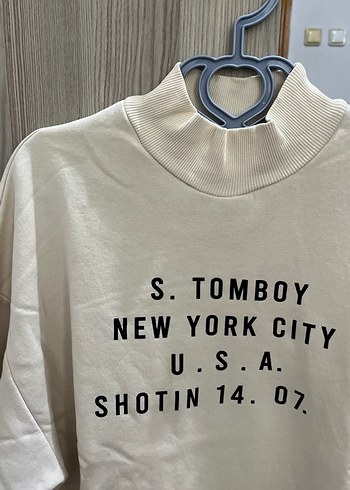 S. TOMBOY
NEW YORK CITY
U.S.A.
SHOTIN 14. 07.